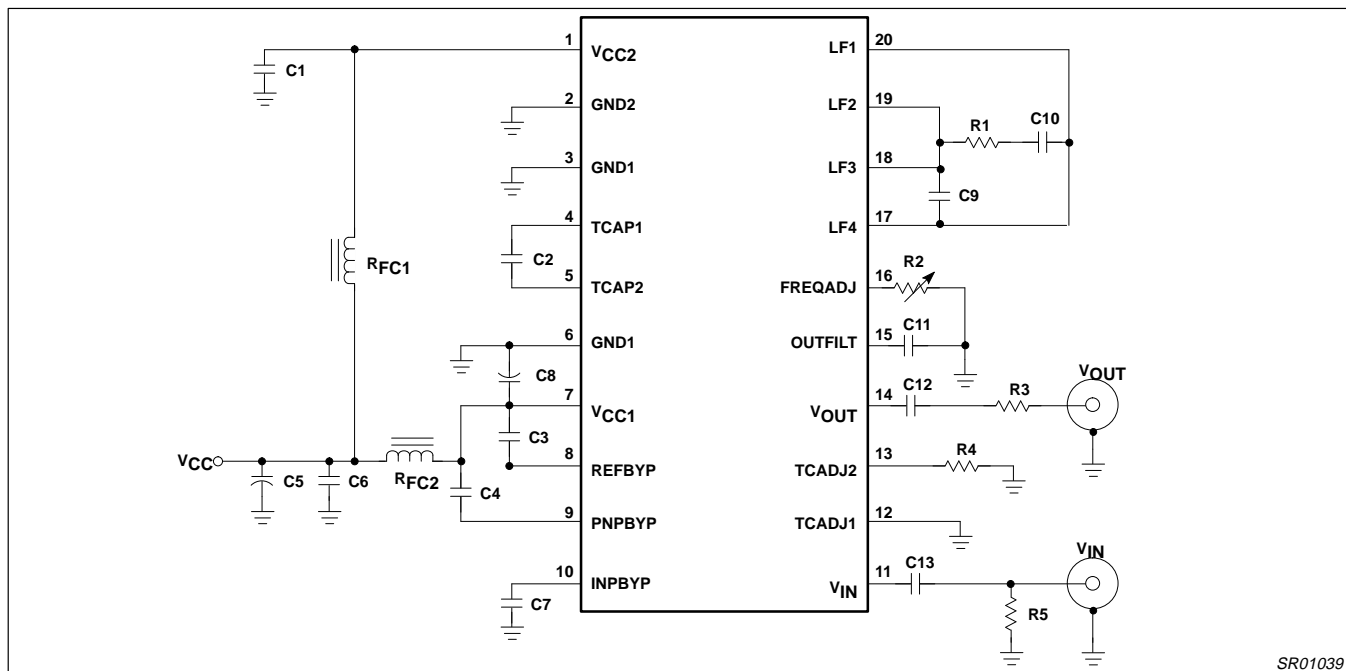 1 VCC2 LF1 20
C1
2 GND2 LF2 19
R1 C10
3 GND1 LF3 18
C9
4 TCAP1 LF4 17
C2
RFC1
R2
5 TCAP2 FREQADJ 16
C11
6 GND1 OUTFILT 15
C8
VOUT
C12
7 VCC1 VOUT 14
R3
C3
R4
VCC
8 REFBYP TCADJ2 13
C5 C6 RFC2 C4
9 PNPBYP TCADJ1 12
VIN
C13
10 INPBYP VIN 11
C7
R5
SR01039